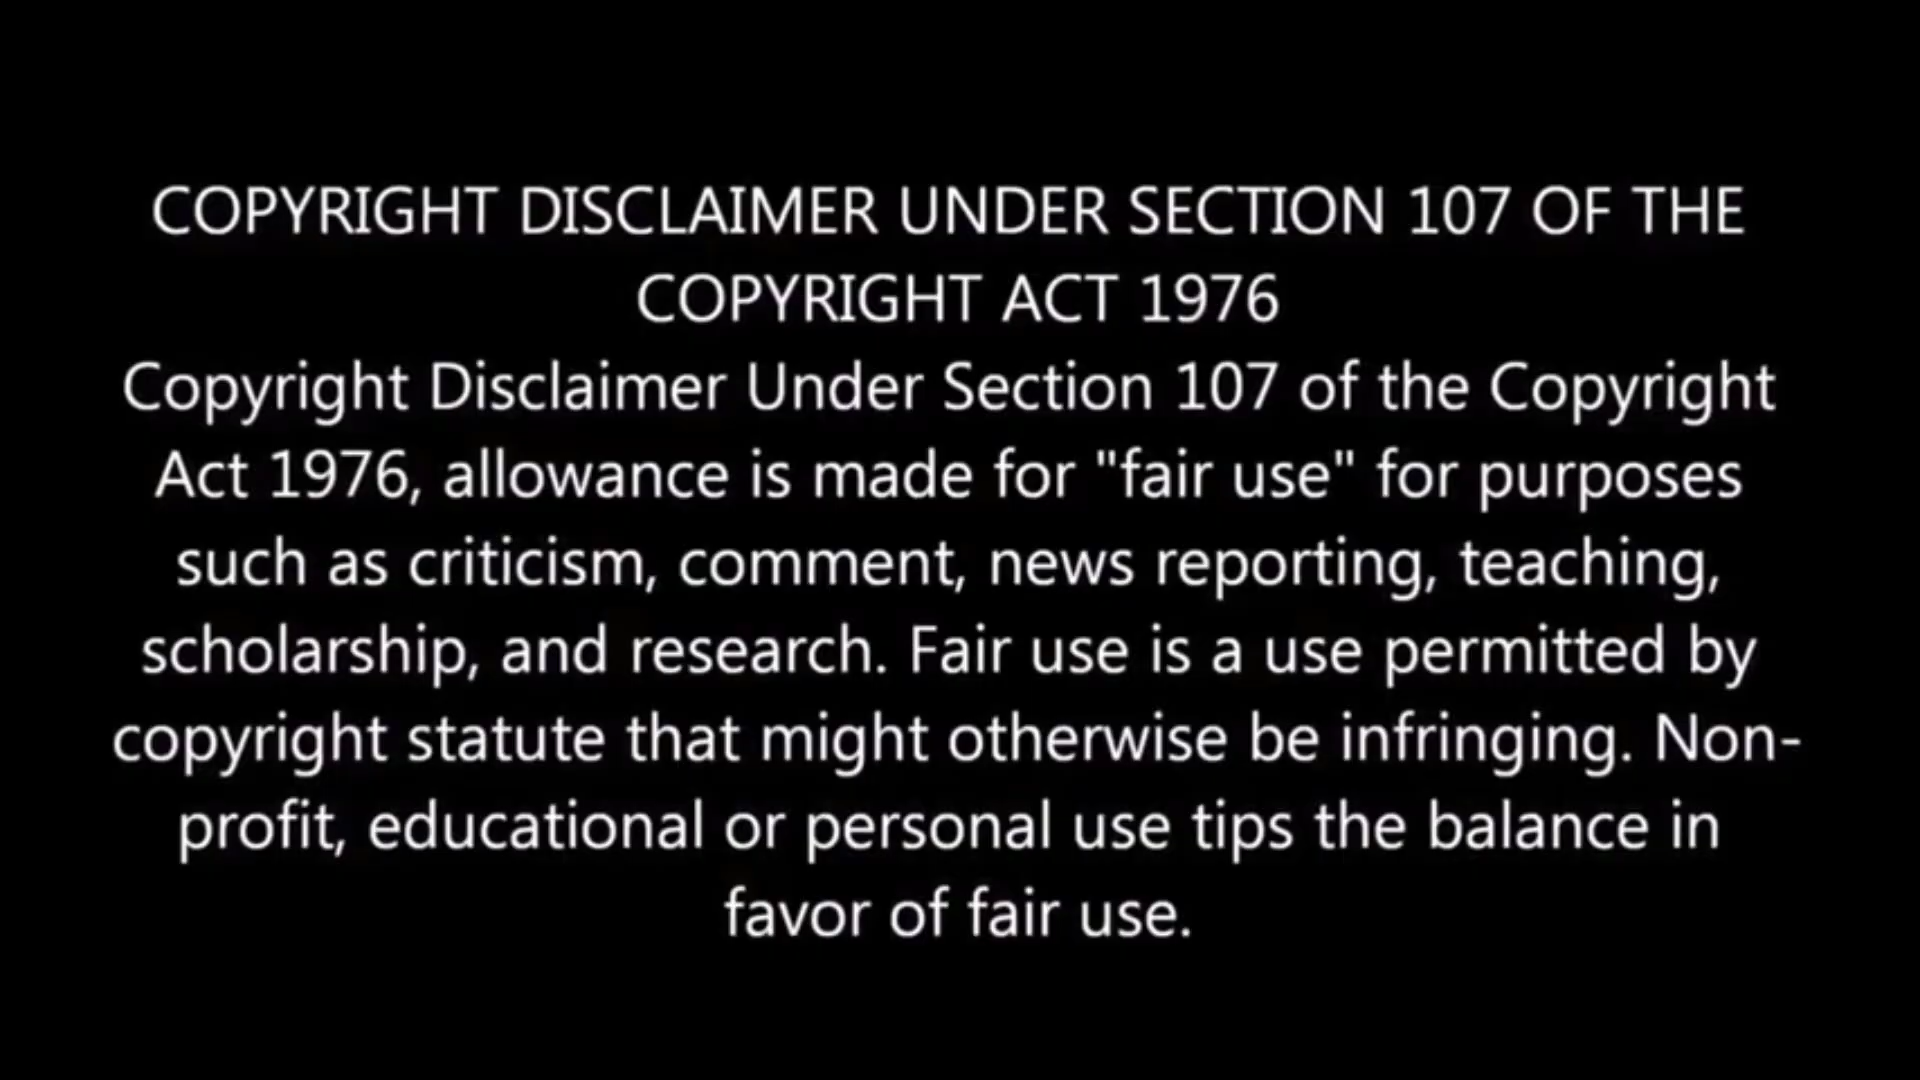 COPYRIGHT DISCLAIMER UNDER SECTION 107 OF THE
COPYRIGHT ACT 1976
Copyright Disclaimer Under Section 107 of the Copyright
Act 1976, allowance is made for "fair use" for purposes
such as criticism, comment, news reporting, teaching,
scholarship, and research. Fair use is a use permitted by
copyright statute that might otherwise be infringing. Non-
profit, educational or personal use tips the balance in
favor of fair use.